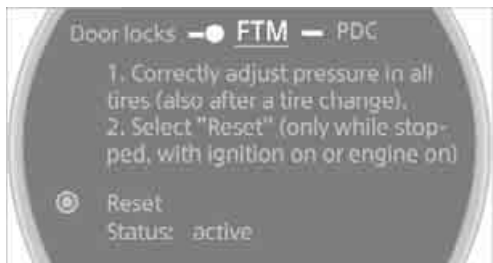 Door locks FTM PDC
1. Correctly adjust pressure in all
tires (also after a tire change).
2. Select "Reset" (only while stop-
ped, with ignition on or engine on)
Reset
Status: active